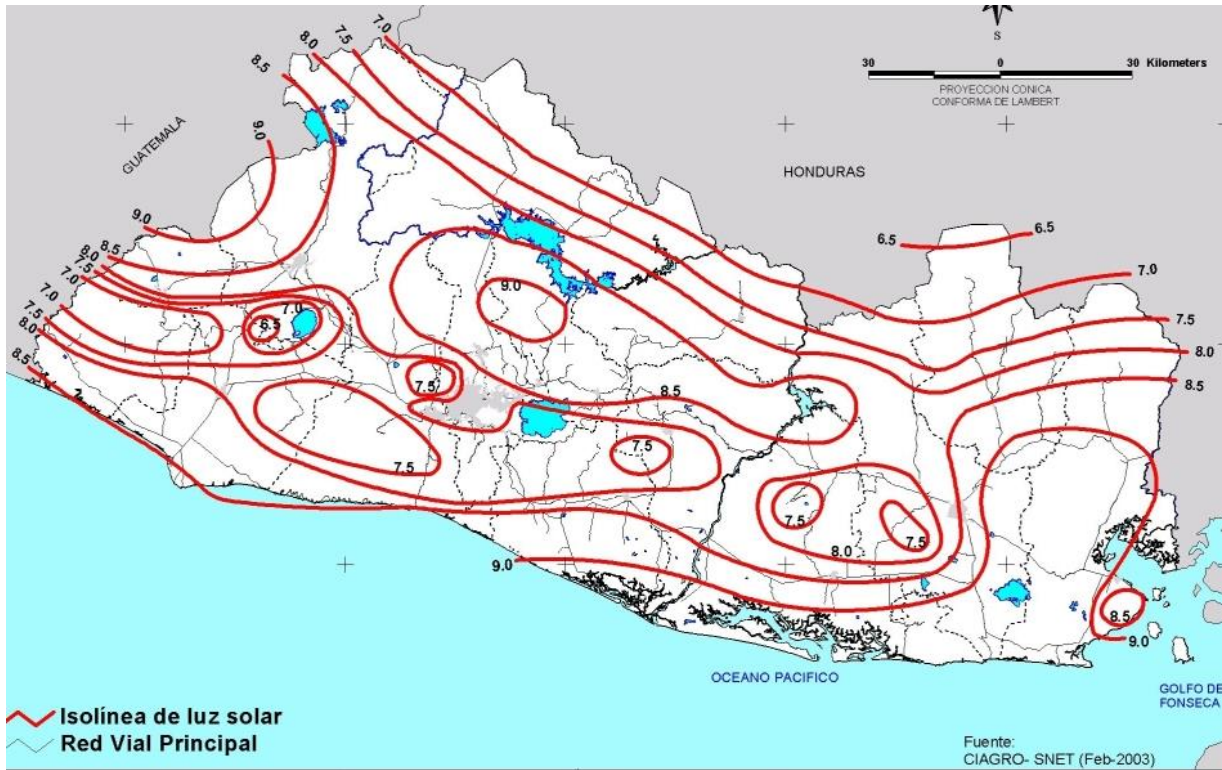 S
30 0 30 Kilometers
PROYECCION CONICA
CONFORMA DE LAMBERT
7.0
7.5
8.0
8.5
9.0
GUATEMALA
HONDURAS
9.0
6.5
6.5
7.0
7.5
8.0
8.5
8.5
8.0
7.5
7.0
7.0
7.5
8.0
8.5
7.0
6.5
9.0
7.5
8.5
7.5
7.5
7.5
7.5
8.0
9.0
8.5
9.0
OCEANO PACIFICO
GOLFO DE
FONSECA
Isolínea de luz solar
Red Vial Principal
Fuente:
CIAGRO- SNET (Feb-2003)